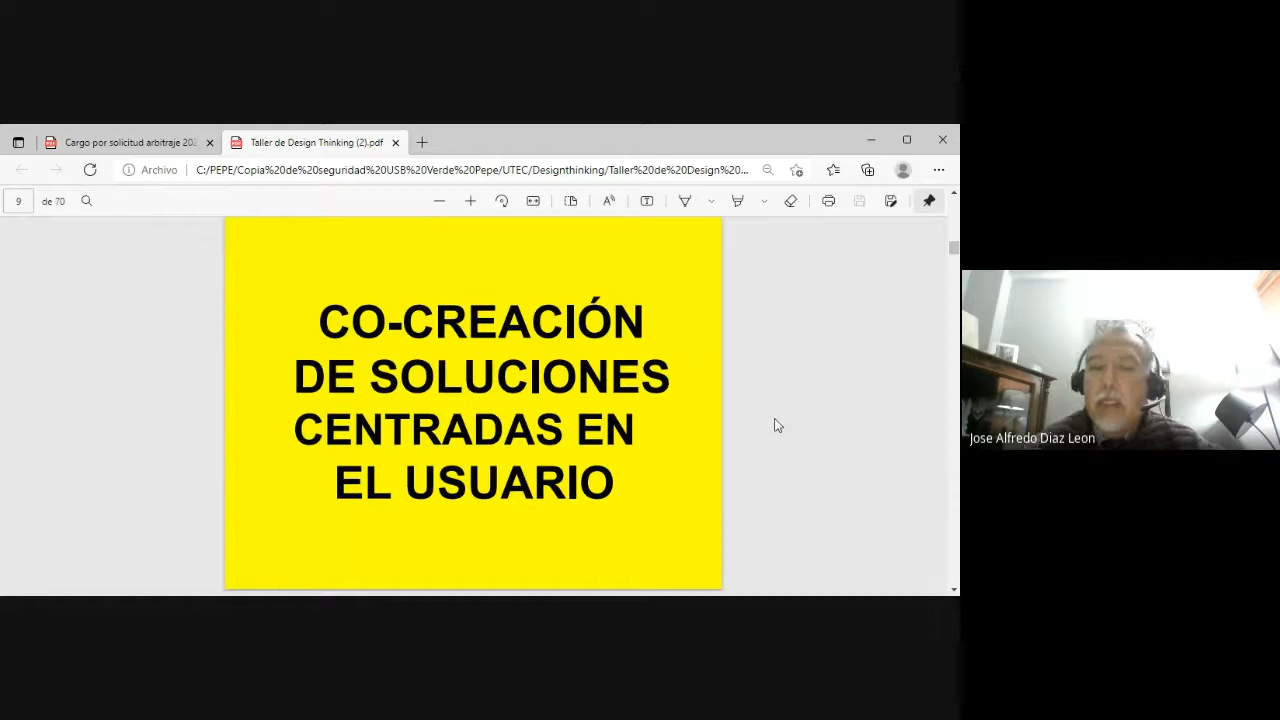 Cargo por solicitud arbitraje 202
Taller de Design Thinking (2).pdf
Archivo
C:/PEPE/Copia%20de%20seguridad%20USB%20Verde%20Pepe/UTEC/Designthinking/Taller%20de%20Design%20...
9 de 70
CO-CREACIÓN
DE SOLUCIONES
CENTRADAS EN
EL USUARIO
Jose Alfredo Diaz Leon